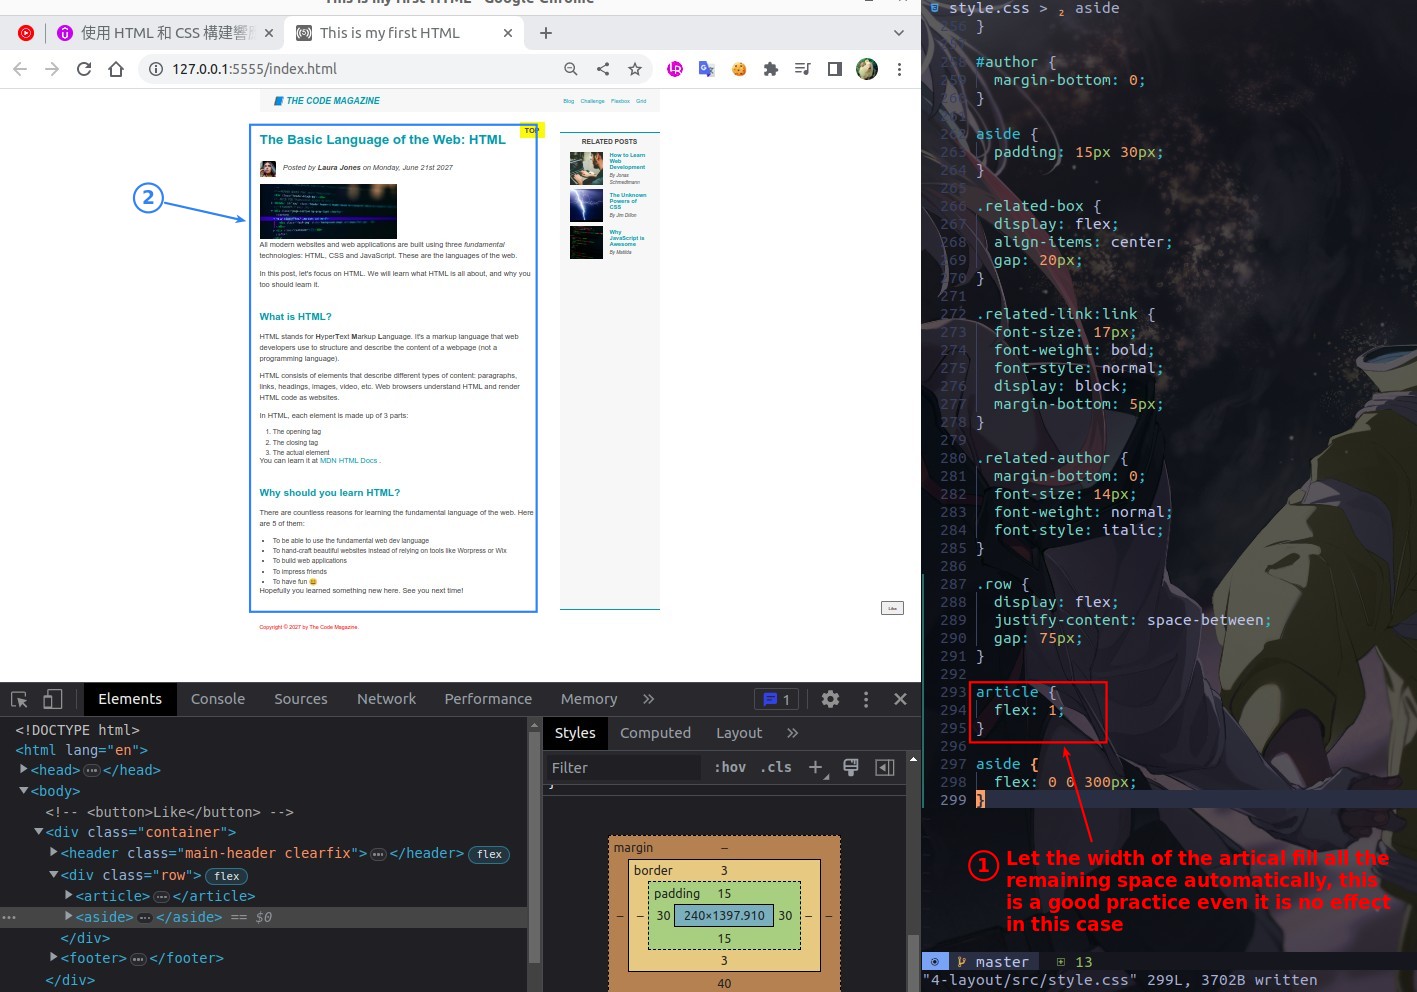 This is my first HTML - Google Chrome
使用 HTML 和 CSS 構建響應
This is my first HTML
127.0.0.1:5555/index.html
THE CODE MAGAZINE
Blog Challenge Flexbox Grid
TOP
The Basic Language of the Web: HTML
Posted by Laura Jones on Monday, June 21st 2027
2
All modern websites and web applications are built using three fundamental
technologies: HTML, CSS and JavaScript. These are the languages of the web.
In this post, let's focus on HTML. We will learn what HTML is all about, and why you
too should learn it.
What is HTML?
HTML stands for HyperText Markup Language. It's a markup language that web
developers use to structure and describe the content of a webpage (not a
programming language).
HTML consists of elements that describe different types of content: paragraphs,
links, headings, images, video, etc. Web browsers understand HTML and render
HTML code as websites.
In HTML, each element is made up of 3 parts:
1. The opening tag
2. The closing tag
3. The actual element
You can learn it at MDN HTML Docs .
Why should you learn HTML?
There are countless reasons for learning the fundamental language of the web. Here
are 5 of them:
• To be able to use the fundamental web dev language
• To hand-craft beautiful websites instead of relying on tools like Worpress or Wix
• To build web applications
• To impress friends
• To have fun 😀
Hopefully you learned something new here. See you next time!
Copyright © 2027 by The Code Magazine.
RELATED POSTS
How to Learn
Web
Development
By Jonas
Schmedtmann
The Unknown
Powers of
CSS
By Jim Dillon
Why
JavaScript is
Awesome
By Matilda
Like
Elements Console Sources Network Performance Memory » 1
<!DOCTYPE html>
<html lang="en">
<head> ⋯ </head>
<body>
<!-- <button>Like</button> -->
<div class="container">
<header class="main-header clearfix"> ⋯ </header> flex
<div class="row"> flex
<article> ⋯ </article>
<aside> ⋯ </aside> == $0
</div>
<footer> ⋯ </footer>
</div>
Styles Computed Layout »
Filter :hov .cls +
}
margin –
border 3
padding 15
– – 30 240×1397.910 30 – –
15
3
40
style.css > aside
256 }
#author {
margin-bottom: 0;
}
262 aside {
263 padding: 15px 30px;
264 }
265
266 .related-box {
267 display: flex;
268 align-items: center;
269 gap: 20px;
270 }
271
272 .related-link:link {
273 font-size: 17px;
274 font-weight: bold;
275 font-style: normal;
276 display: block;
277 margin-bottom: 5px;
278 }
279
280 .related-author {
281 margin-bottom: 0;
282 font-size: 14px;
283 font-weight: normal;
284 font-style: italic;
285 }
286
287 .row {
288 display: flex;
289 justify-content: space-between;
290 gap: 75px;
291 }
292
293 article {
294 flex: 1;
295 }
296
297 aside {
298 flex: 0 0 300px;
299 }
1 Let the width of the artical fill all the
remaining space automatically, this
is a good practice even it is no effect
in this case
master 13
"4-layout/src/style.css" 299L, 3702B written